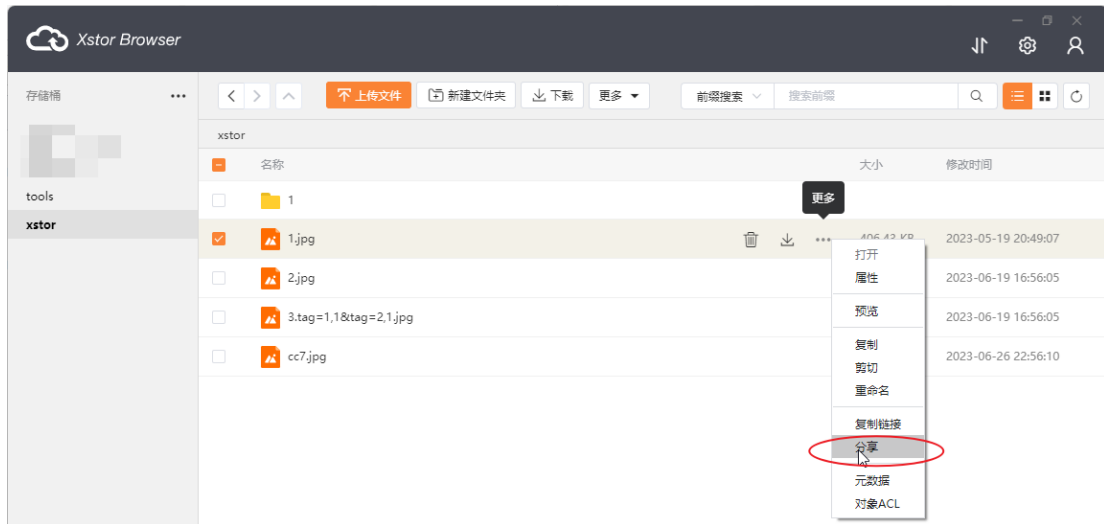 Xstor Browser
存储桶 •••
上传文件 新建文件夹 下载 更多 前缀搜索 搜索前缀
xstor
名称 大小 修改时间
tools
1
更多
xstor
1.jpg 406.43 KB 2023-05-19 20:49:07
打开
2.jpg 2023-06-19 16:56:05
属性
预览
3.tag=1,1&tag=2,1.jpg 2023-06-19 16:56:05
复制
cc7.jpg 2023-06-26 22:56:10
剪切
重命名
复制链接
分享
元数据
对象ACL